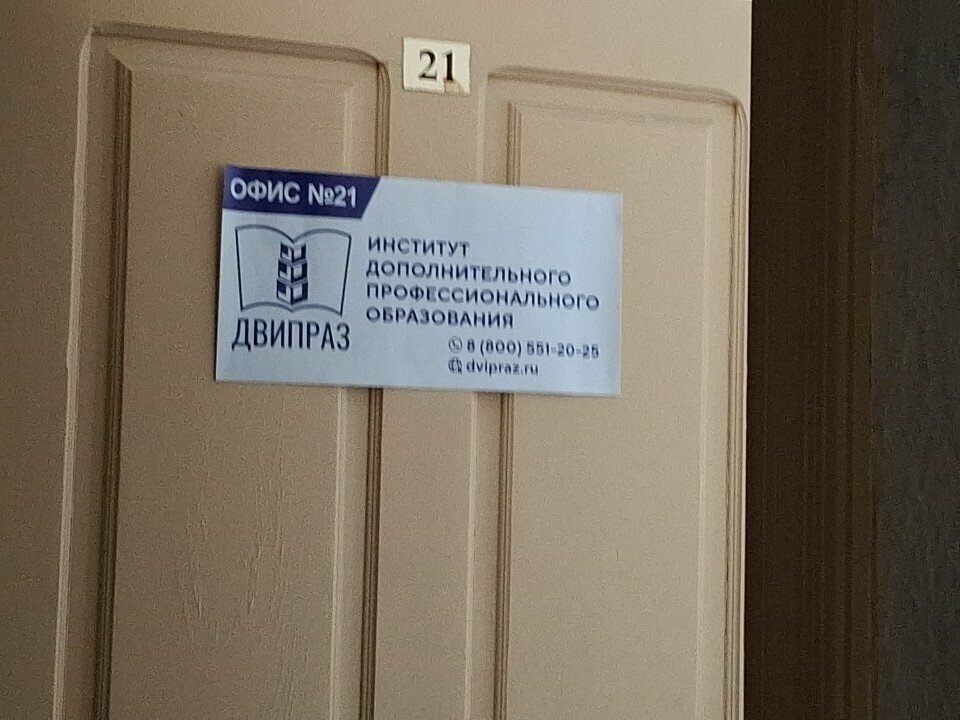 21
ОФИС №21
ДВИПРАЗ
ИНСТИТУТ
ДОПОЛНИТЕЛЬНОГО
ПРОФЕССИОНАЛЬНОГО
ОБРАЗОВАНИЯ
8 (800) 551-20-25
dvipraz.ru